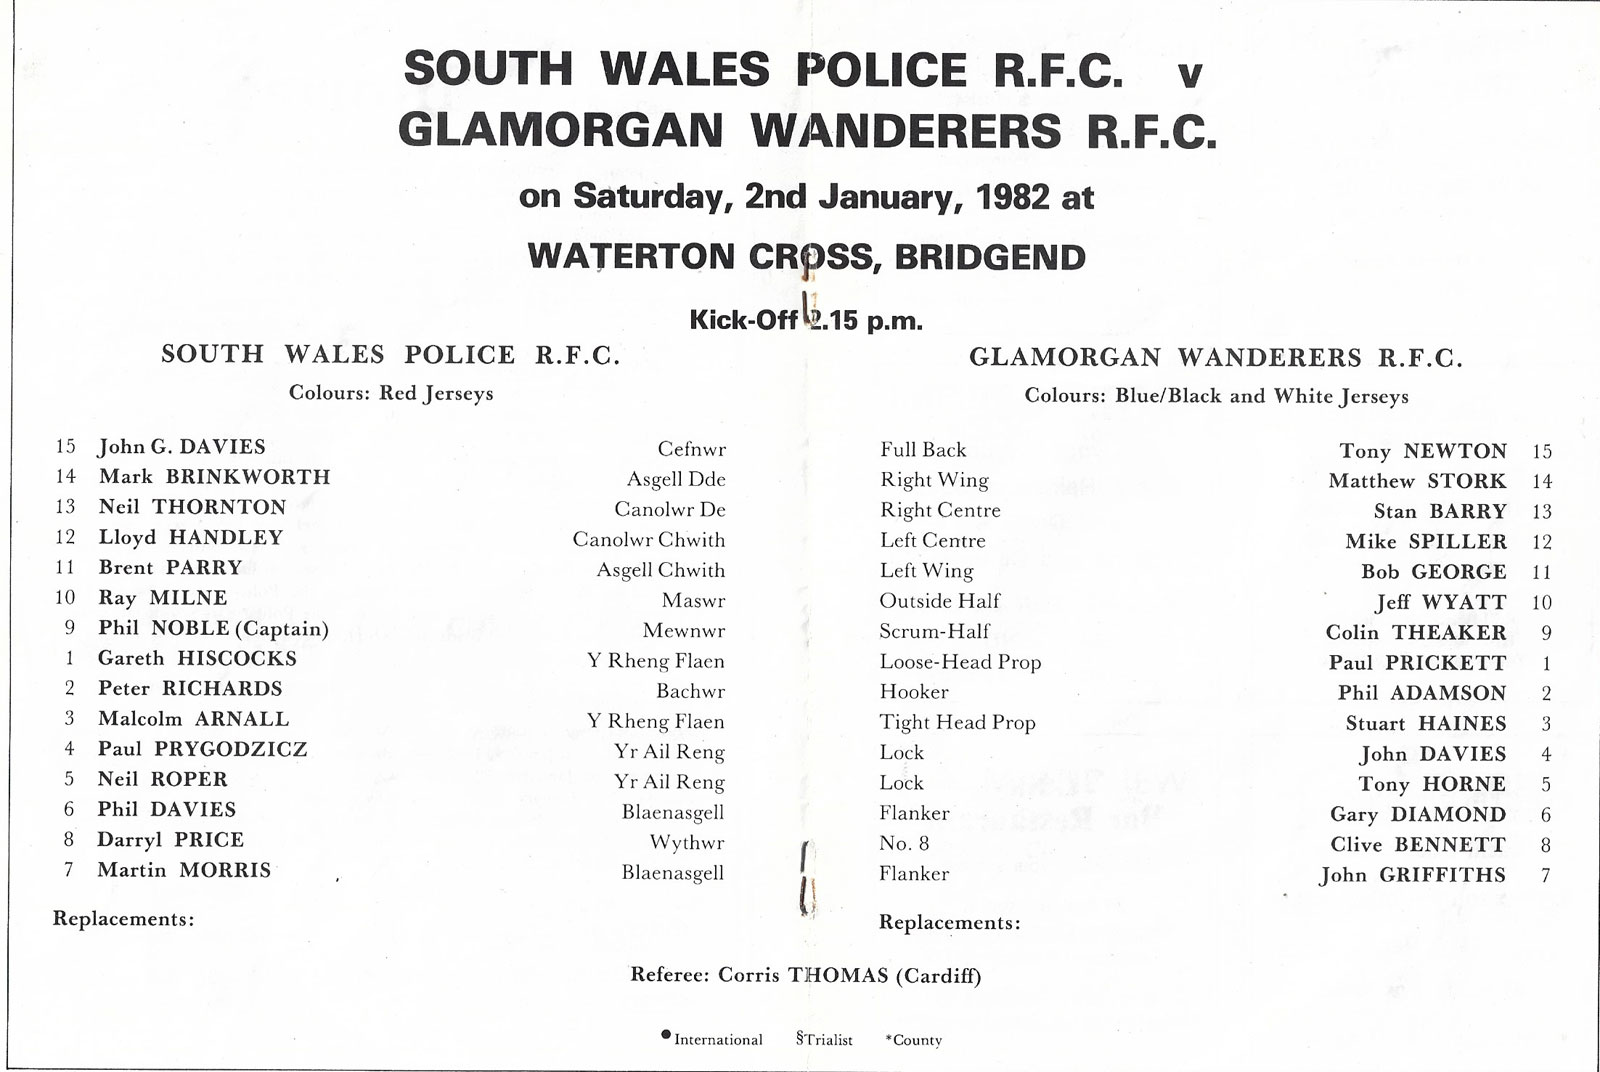 SOUTH WALES POLICE R.F.C. v
GLAMORGAN WANDERERS R.F.C.
on Saturday, 2nd January, 1982 at
WATERTON CROSS, BRIDGEND
Kick-Off 2.15 p.m.
SOUTH WALES POLICE R.F.C.
Colours: Red Jerseys
15 John G. DAVIES Cefnwr
14 Mark BRINKWORTH Asgell Dde
13 Neil THORNTON Canolwr De
12 Lloyd HANDLEY Canolwr Chwith
11 Brent PARRY Asgell Chwith
10 Ray MILNE Maswr
9 Phil NOBLE (Captain) Mewnwr
1 Gareth HISCOCKS Y Rheng Flaen
2 Peter RICHARDS Bachwr
3 Malcolm ARNALL Y Rheng Flaen
4 Paul PRYGODZICZ Yr Ail Reng
5 Neil ROPER Yr Ail Reng
6 Phil DAVIES Blaenasgell
8 Darryl PRICE Wythwr
7 Martin MORRIS Blaenasgell
Replacements:
GLAMORGAN WANDERERS R.F.C.
Colours: Blue/Black and White Jerseys
Full Back Tony NEWTON 15
Right Wing Matthew STORK 14
Right Centre Stan BARRY 13
Left Centre Mike SPILLER 12
Left Wing Bob GEORGE 11
Outside Half Jeff WYATT 10
Scrum-Half Colin THEAKER 9
Loose-Head Prop Paul PRICKETT 1
Hooker Phil ADAMSON 2
Tight Head Prop Stuart HAINES 3
Lock John DAVIES 4
Lock Tony HORNE 5
Flanker Gary DIAMOND 6
No. 8 Clive BENNETT 8
Flanker John GRIFFITHS 7
Replacements:
Referee: Corris THOMAS (Cardiff)
●International §Trialist *County